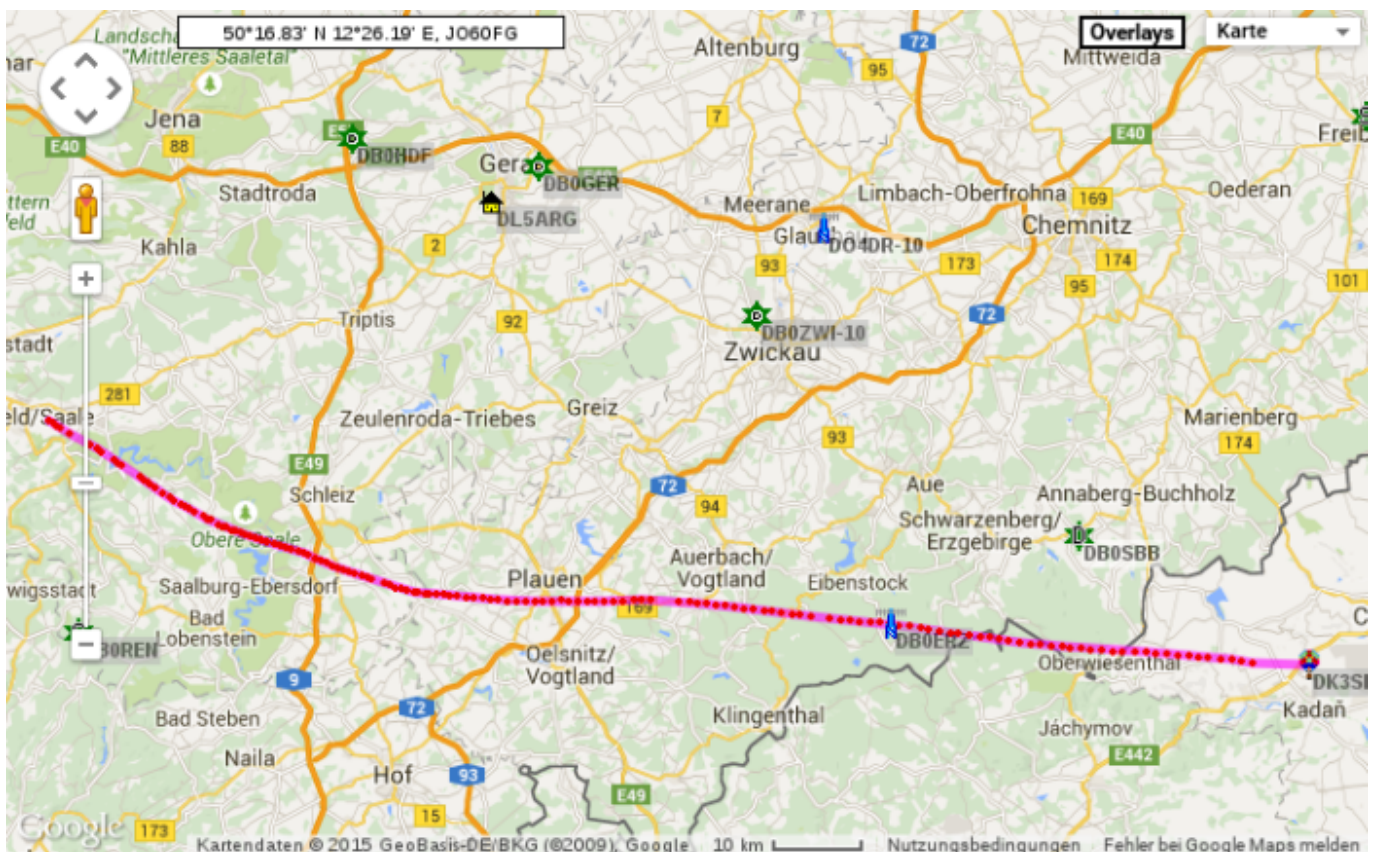 50°16.83' N 12°26.19' E, JO60FG
Overlays
Karte
"Mittleres Saaletal"
Altenburg
72
Mittweida
95
Jena
E40
88
7
E40
DB0HDF
Gera
DB0GER
Stadtroda
DL5ARG
Meerane
Limbach-Oberfrohna
169
Oederan
Chemnitz
DO4DR-10
Kahla
2
93
173
174
95
101
Triptis
92
72
DB0ZWI-10
Zwickau
281
Zeulenroda-Triebes
Greiz
93
Marienberg
174
E49
Schleiz
72
94
Aue
Annaberg-Buchholz
Schwarzenberg/
Erzgebirge
DB0SBB
Obere Saale
Saalburg-Ebersdorf
Plauen
Auerbach/
Vogtland
Eibenstock
169
Bad
Lobenstein
DB0ERZ
Oelsnitz/
Vogtland
Oberwiesenthal
9
72
Bad Steben
Klingenthal
Kadaň
Jáchymov
E442
Naila
Hof
93
E49
15
Google
173
Kartendaten © 2015 GeoBasis-DE/BKG (©2009), Google 10 km Nutzungsbedingungen Fehler bei Google Maps melden